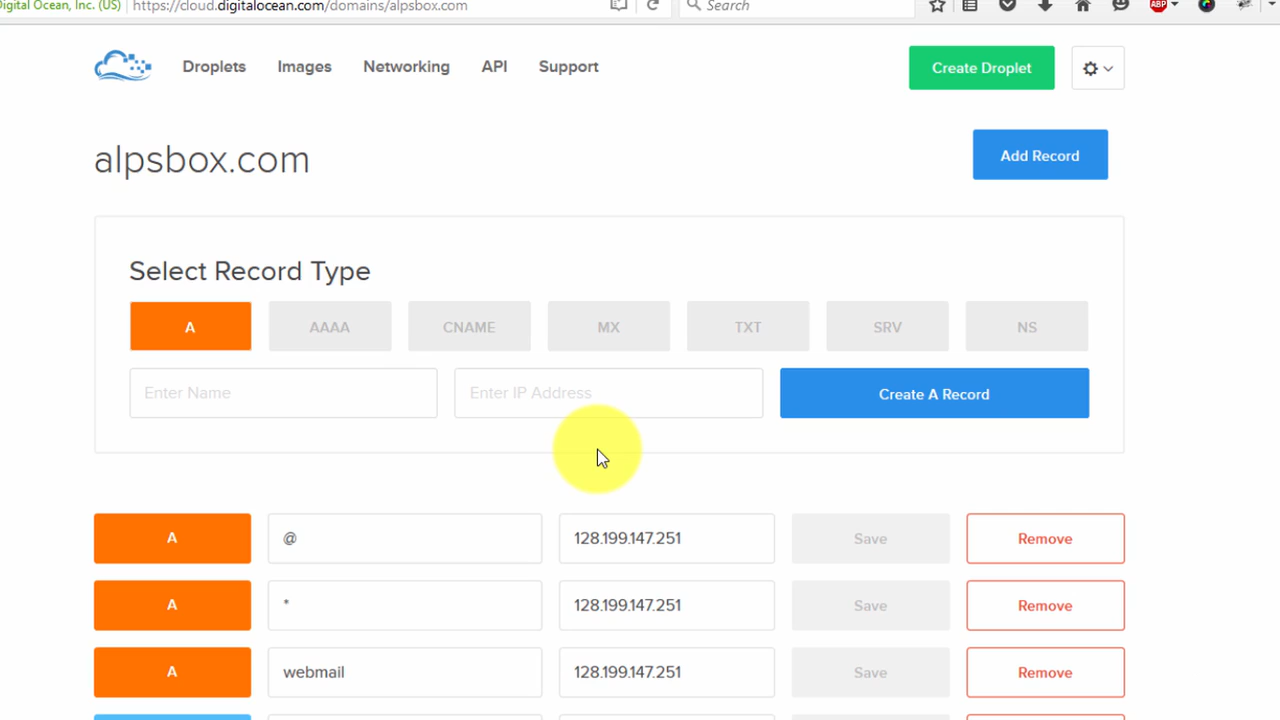 Digital Ocean, Inc. (US) https://cloud.digitalocean.com/domains/alpsbox.com Search ABP
Droplets Images Networking API Support Create Droplet
alpsbox.com Add Record
Select Record Type
A AAAA CNAME MX TXT SRV NS
Enter Name Enter IP Address Create A Record
A @ 128.199.147.251 Save Remove
A * 128.199.147.251 Save Remove
A webmail 128.199.147.251 Save Remove